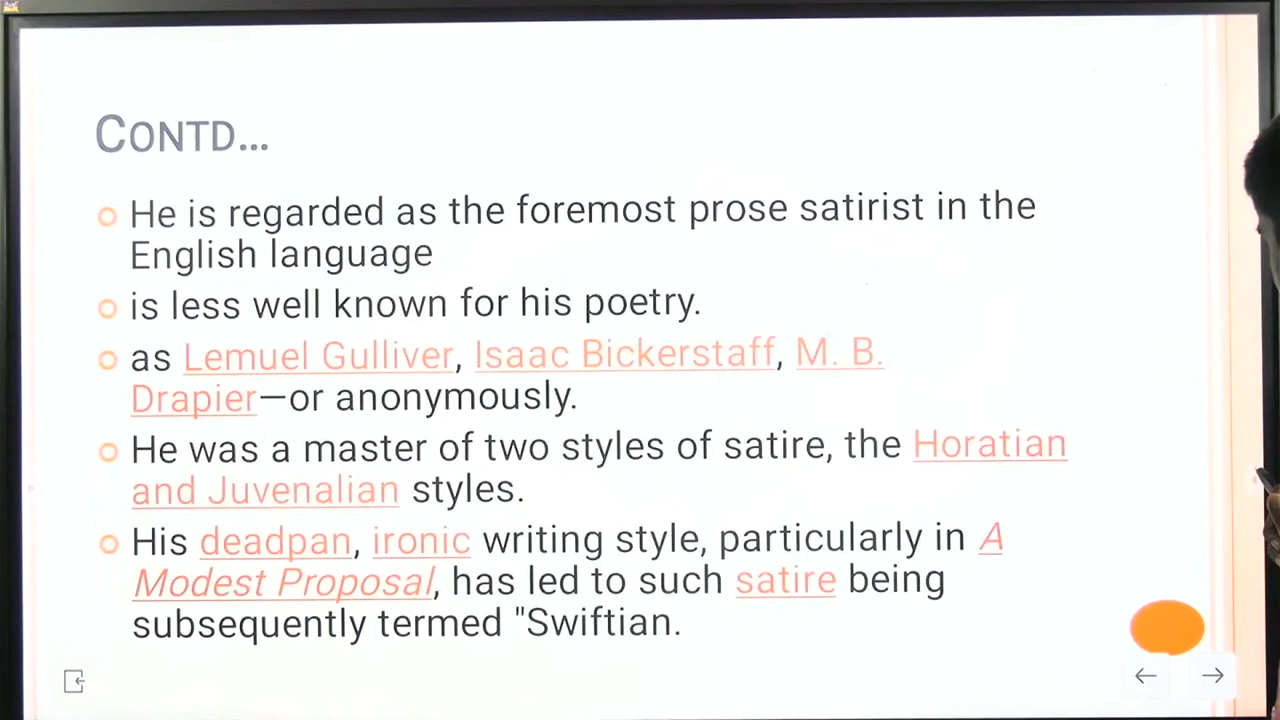 CONTD...
He is regarded as the foremost prose satirist in the
English language
is less well known for his poetry.
as Lemuel Gulliver, Isaac Bickerstaff, M. B.
Drapier—or anonymously.
He was a master of two styles of satire, the Horatian
and Juvenalian styles.
His deadpan, ironic writing style, particularly in A
Modest Proposal, has led to such satire being
subsequently termed "Swiftian.